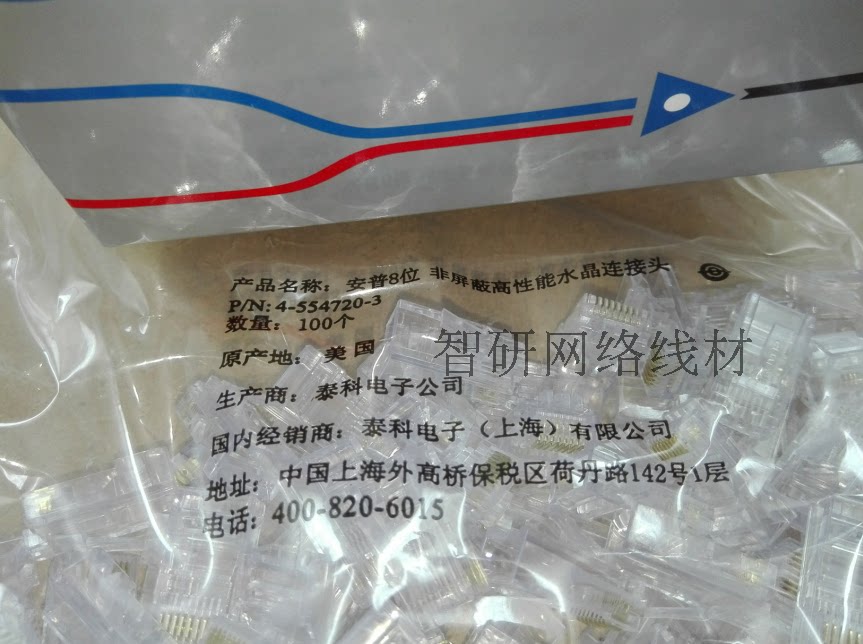 产品名称：安普8位 非屏蔽高性能水晶连接头
P/N: 4-554720-3
数量：100个
原产地：美国
智研网络线材
生产商：泰科电子公司
国内经销商：泰科电子（上海）有限公司
地址：中国上海外高桥保税区荷丹路142号1层
电话：400-820-6015